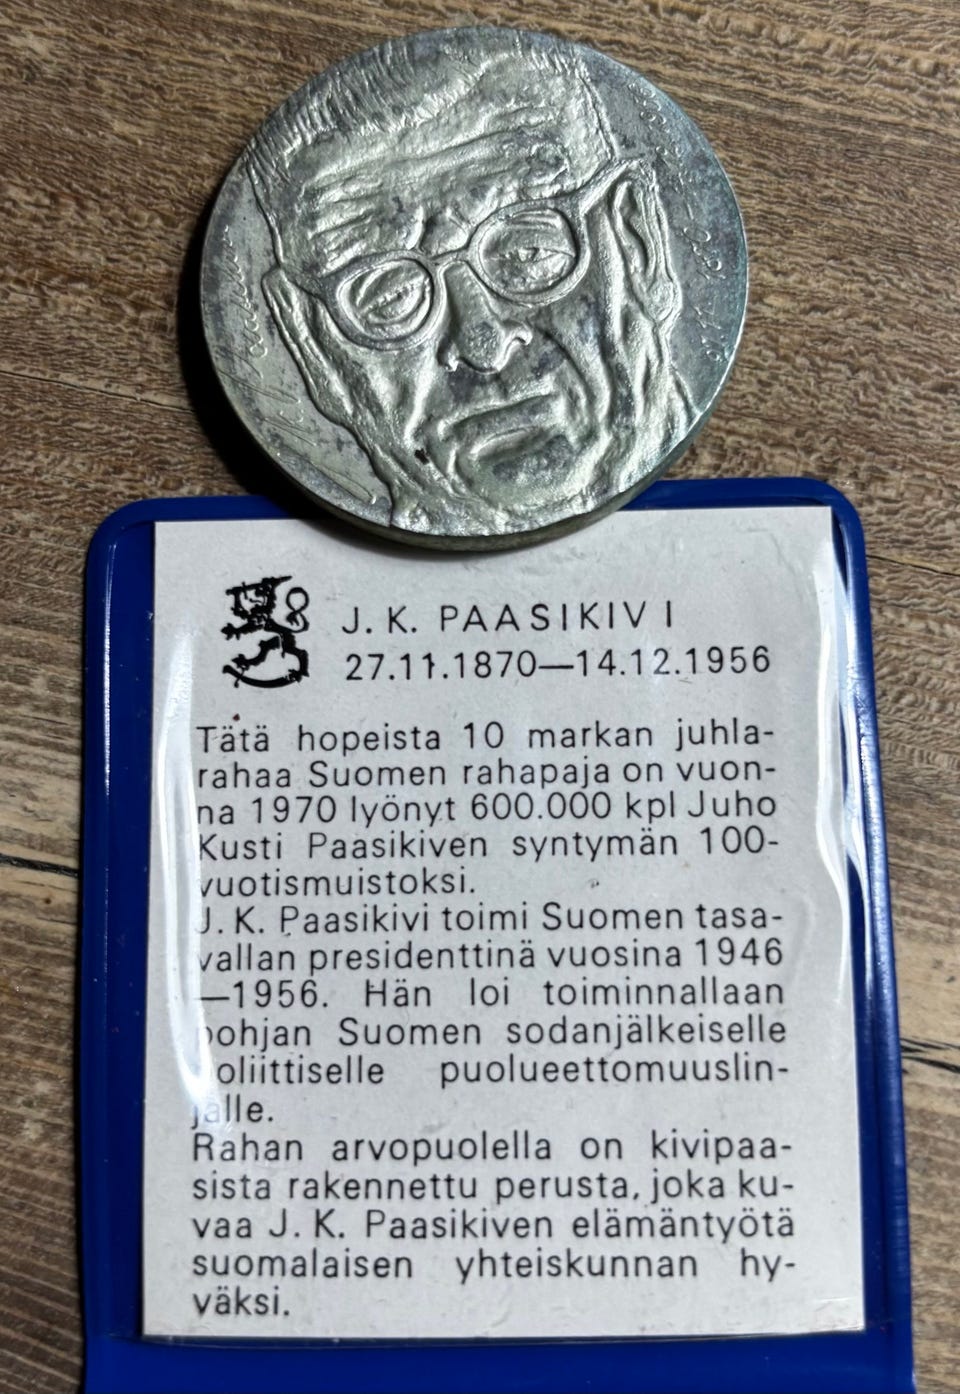 J. K. PAASIKIVI
27.11.1870—14.12.1956
Tätä hopeista 10 markan juhla-
rahaa Suomen rahapaja on vuon-
na 1970 lyönyt 600.000 kpl Juho
Kusti Paasikiven syntymän 100-
vuotismuistoksi.
J. K. Paasikivi toimi Suomen tasa-
vallan presidenttinä vuosina 1946
—1956. Hän loi toiminnallaan
pohjan Suomen sodanjälkeiselle
poliittiselle puolueettomuuslin-
jalle.
Rahan arvopuolella on kivipaa-
sista rakennettu perusta, joka ku-
vaa J. K. Paasikiven elämäntyötä
suomalaisen yhteiskunnan hy-
väksi.